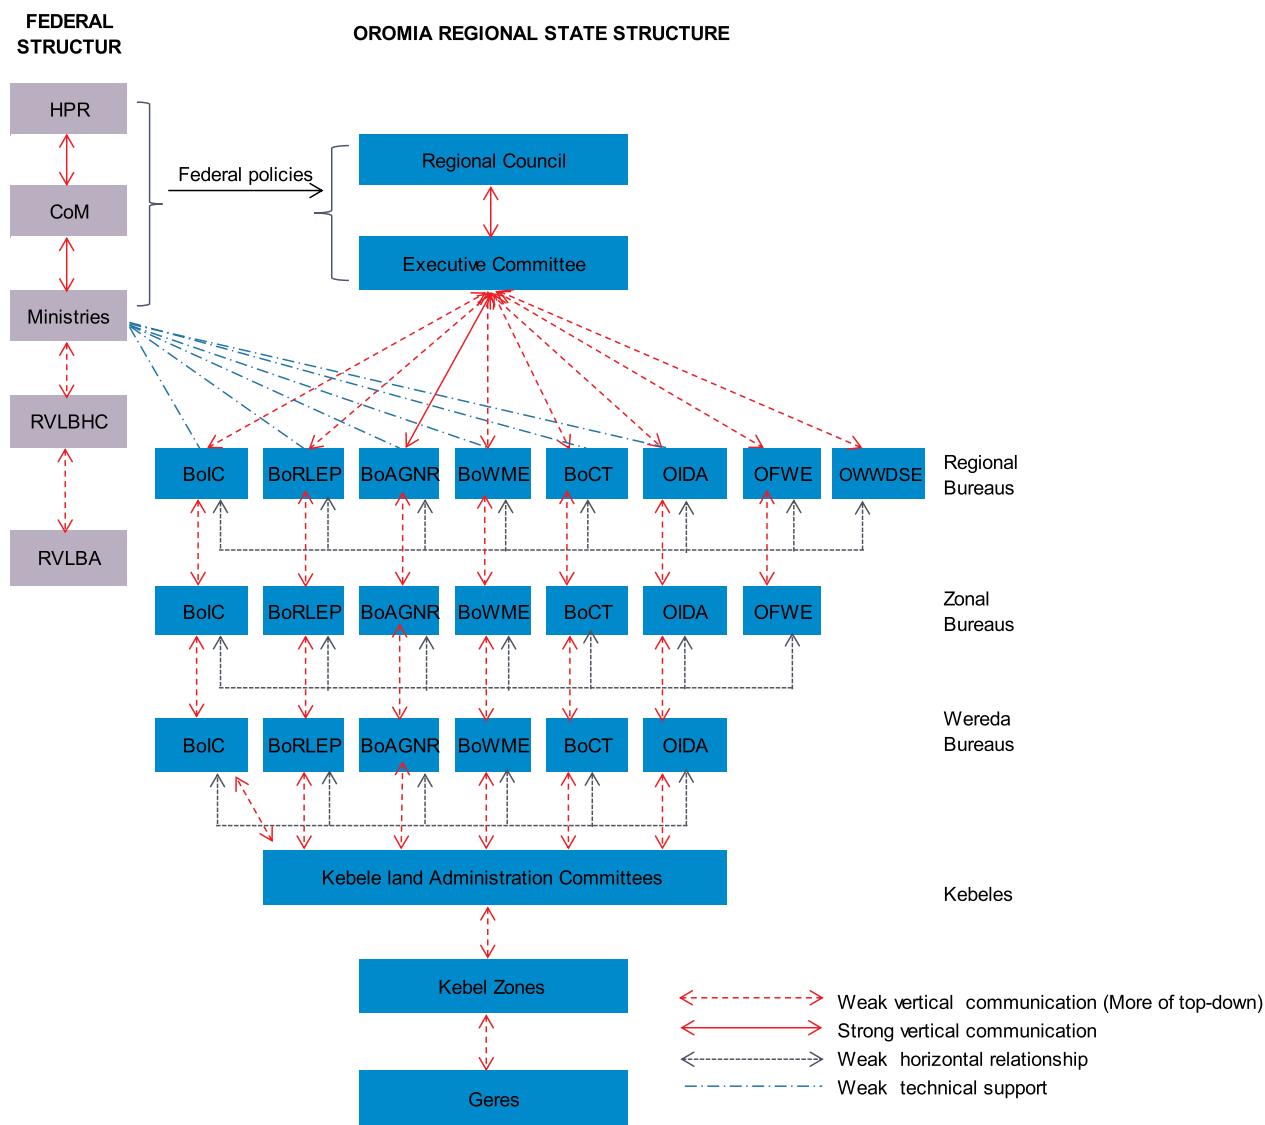 FEDERAL
STRUCTUR
OROMIA REGIONAL STATE STRUCTURE
HPR
CoM
Ministries
RVLBHC
RVLBA
Federal policies
Regional Council
Executive Committee
BoIC BoRLEP BoAGNR BoWME BoCT OIDA OFWE OWWDSE
Regional
Bureaus
BoIC BoRLEP BoAGNR BoWME BoCT OIDA OFWE
Zonal
Bureaus
BoIC BoRLEP BoAGNR BoWME BoCT OIDA
Wereda
Bureaus
Kebele land Administration Committees
Kebeles
Kebel Zones
Geres
Weak vertical communication (More of top-down)
Strong vertical communication
Weak horizontal relationship
Weak technical support